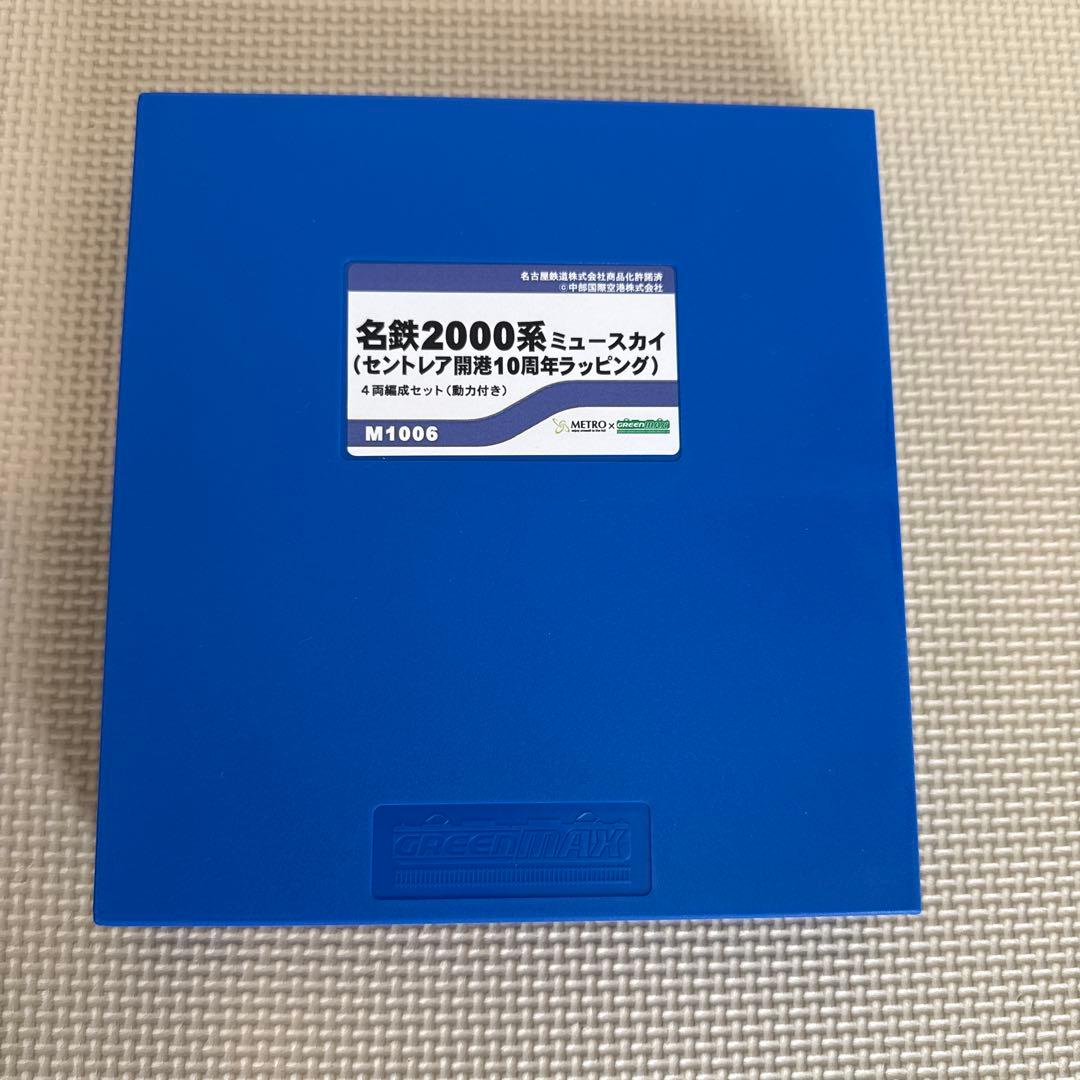 名古屋鉄道株式会社商品化許諾済
©中部国際空港株式会社
名鉄2000系ミュースカイ
(セントレア開港10周年ラッピング)
4両編成セット(動力付き)
M1006
METRO×GREENMAX
GREENMAX